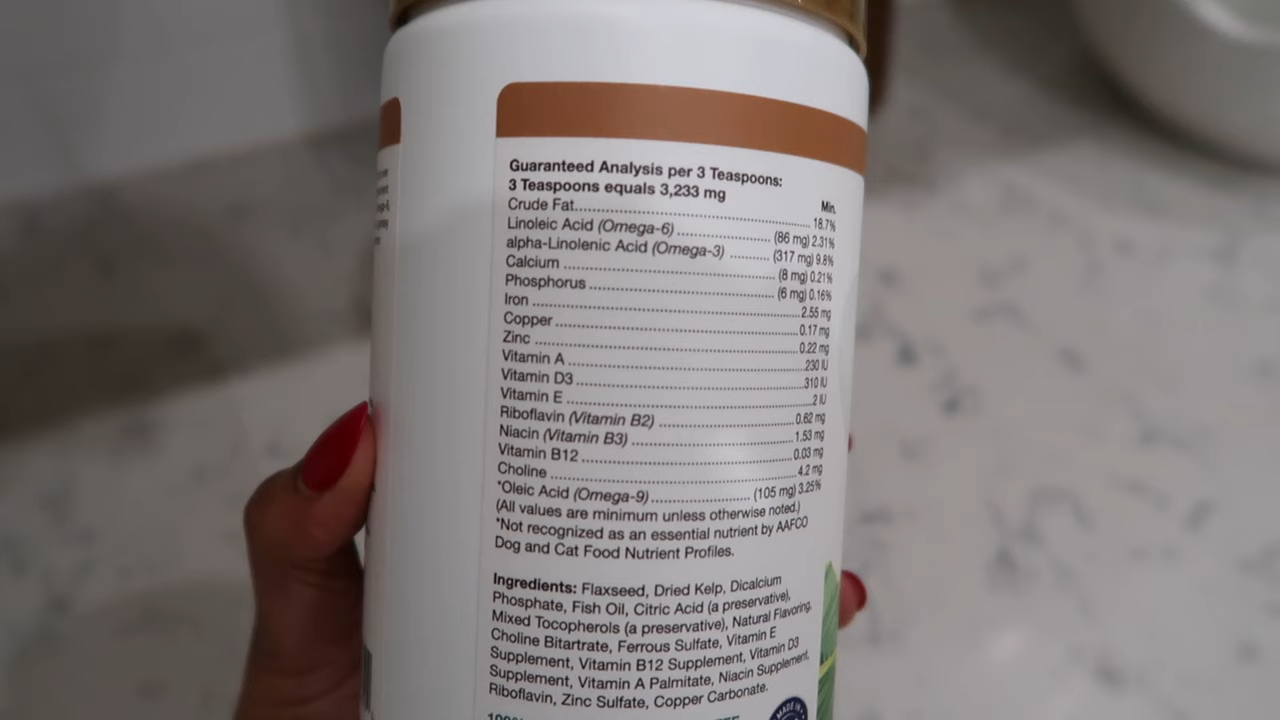 Guaranteed Analysis per 3 Teaspoons:
3 Teaspoons equals 3,233 mg
Min.
Crude Fat........ 18.7%
Linoleic Acid (Omega-6) ........ (86 mg) 2.31%
alpha-Linolenic Acid (Omega-3) ........ (317 mg) 9.8%
Calcium ........ (8 mg) 0.21%
Phosphorus ........ (6 mg) 0.16%
Iron ........ 2.55 mg
Copper ........ 0.17 mg
Zinc ........ 0.22 mg
Vitamin A ........ 230 IU
Vitamin D3 ........ 310 IU
Vitamin E ........ 2 IU
Riboflavin (Vitamin B2) ........ 0.62 mg
Niacin (Vitamin B3) ........ 1.53 mg
Vitamin B12 ........ 0.03 mg
Choline ........ 4.2 mg
*Oleic Acid (Omega-9)........ (105 mg) 3.25%
(All values are minimum unless otherwise noted.)
*Not recognized as an essential nutrient by AAFCO
Dog and Cat Food Nutrient Profiles.
Ingredients: Flaxseed, Dried Kelp, Dicalcium
Phosphate, Fish Oil, Citric Acid (a preservative),
Mixed Tocopherols (a preservative), Natural Flavoring,
Choline Bitartrate, Ferrous Sulfate, Vitamin E
Supplement, Vitamin B12 Supplement, Vitamin D3
Supplement, Vitamin A Palmitate, Niacin Supplement,
Riboflavin, Zinc Sulfate, Copper Carbonate.
MADE IN